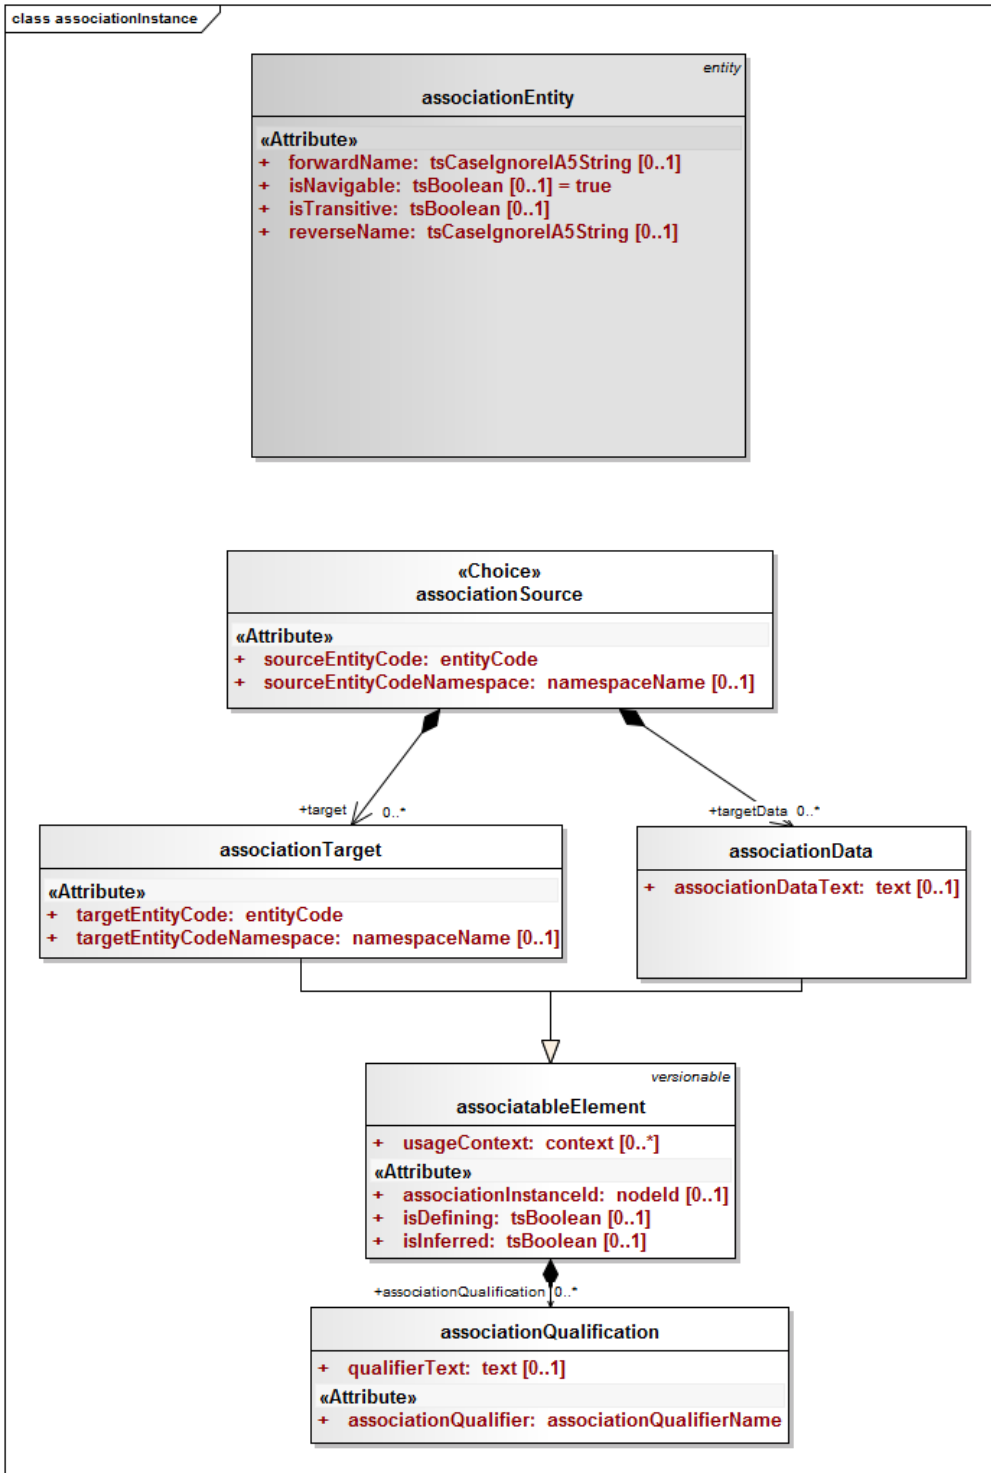 class associationInstance
entity
associationEntity
«Attribute»
+ forwardName: tsCaseIgnoreIA5String [0..1]
+ isNavigable: tsBoolean [0..1] = true
+ isTransitive: tsBoolean [0..1]
+ reverseName: tsCaseIgnoreIA5String [0..1]
«Choice»
associationSource
«Attribute»
+ sourceEntityCode: entityCode
+ sourceEntityCodeNamespace: namespaceName [0..1]
+target 0..*
+targetData 0..*
associationTarget
«Attribute»
+ targetEntityCode: entityCode
+ targetEntityCodeNamespace: namespaceName [0..1]
associationData
+ associationDataText: text [0..1]
versionable
associatableElement
+ usageContext: context [0..*]
«Attribute»
+ associationInstanceId: nodeId [0..1]
+ isDefining: tsBoolean [0..1]
+ isInferred: tsBoolean [0..1]
+associationQualification 0..*
associationQualification
+ qualifierText: text [0..1]
«Attribute»
+ associationQualifier: associationQualifierName